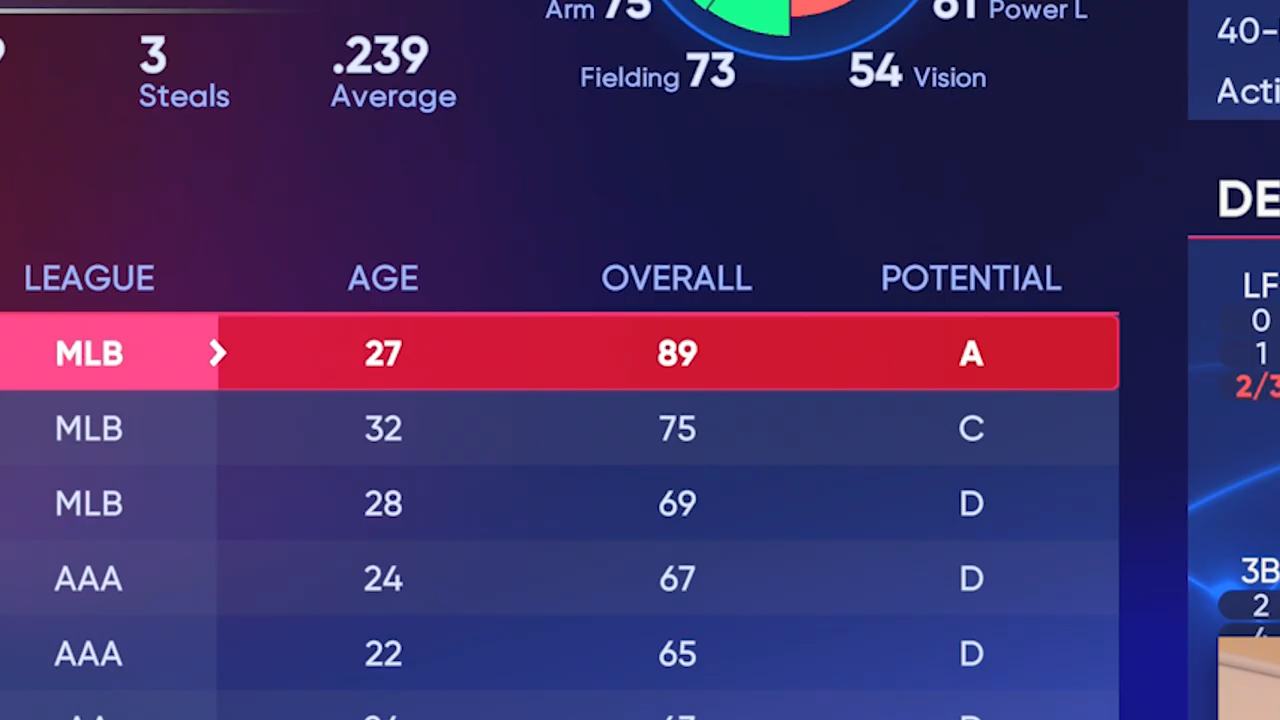 Arm 75
61 Power L
3
.239
Steals
Average
Fielding 73
54 Vision
40-
Acti
DE
LEAGUE AGE OVERALL POTENTIAL
MLB 27 89 A
MLB 32 75 C
MLB 28 69 D
AAA 24 67 D
AAA 22 65 D
LF
0
1
2/3
3B
2